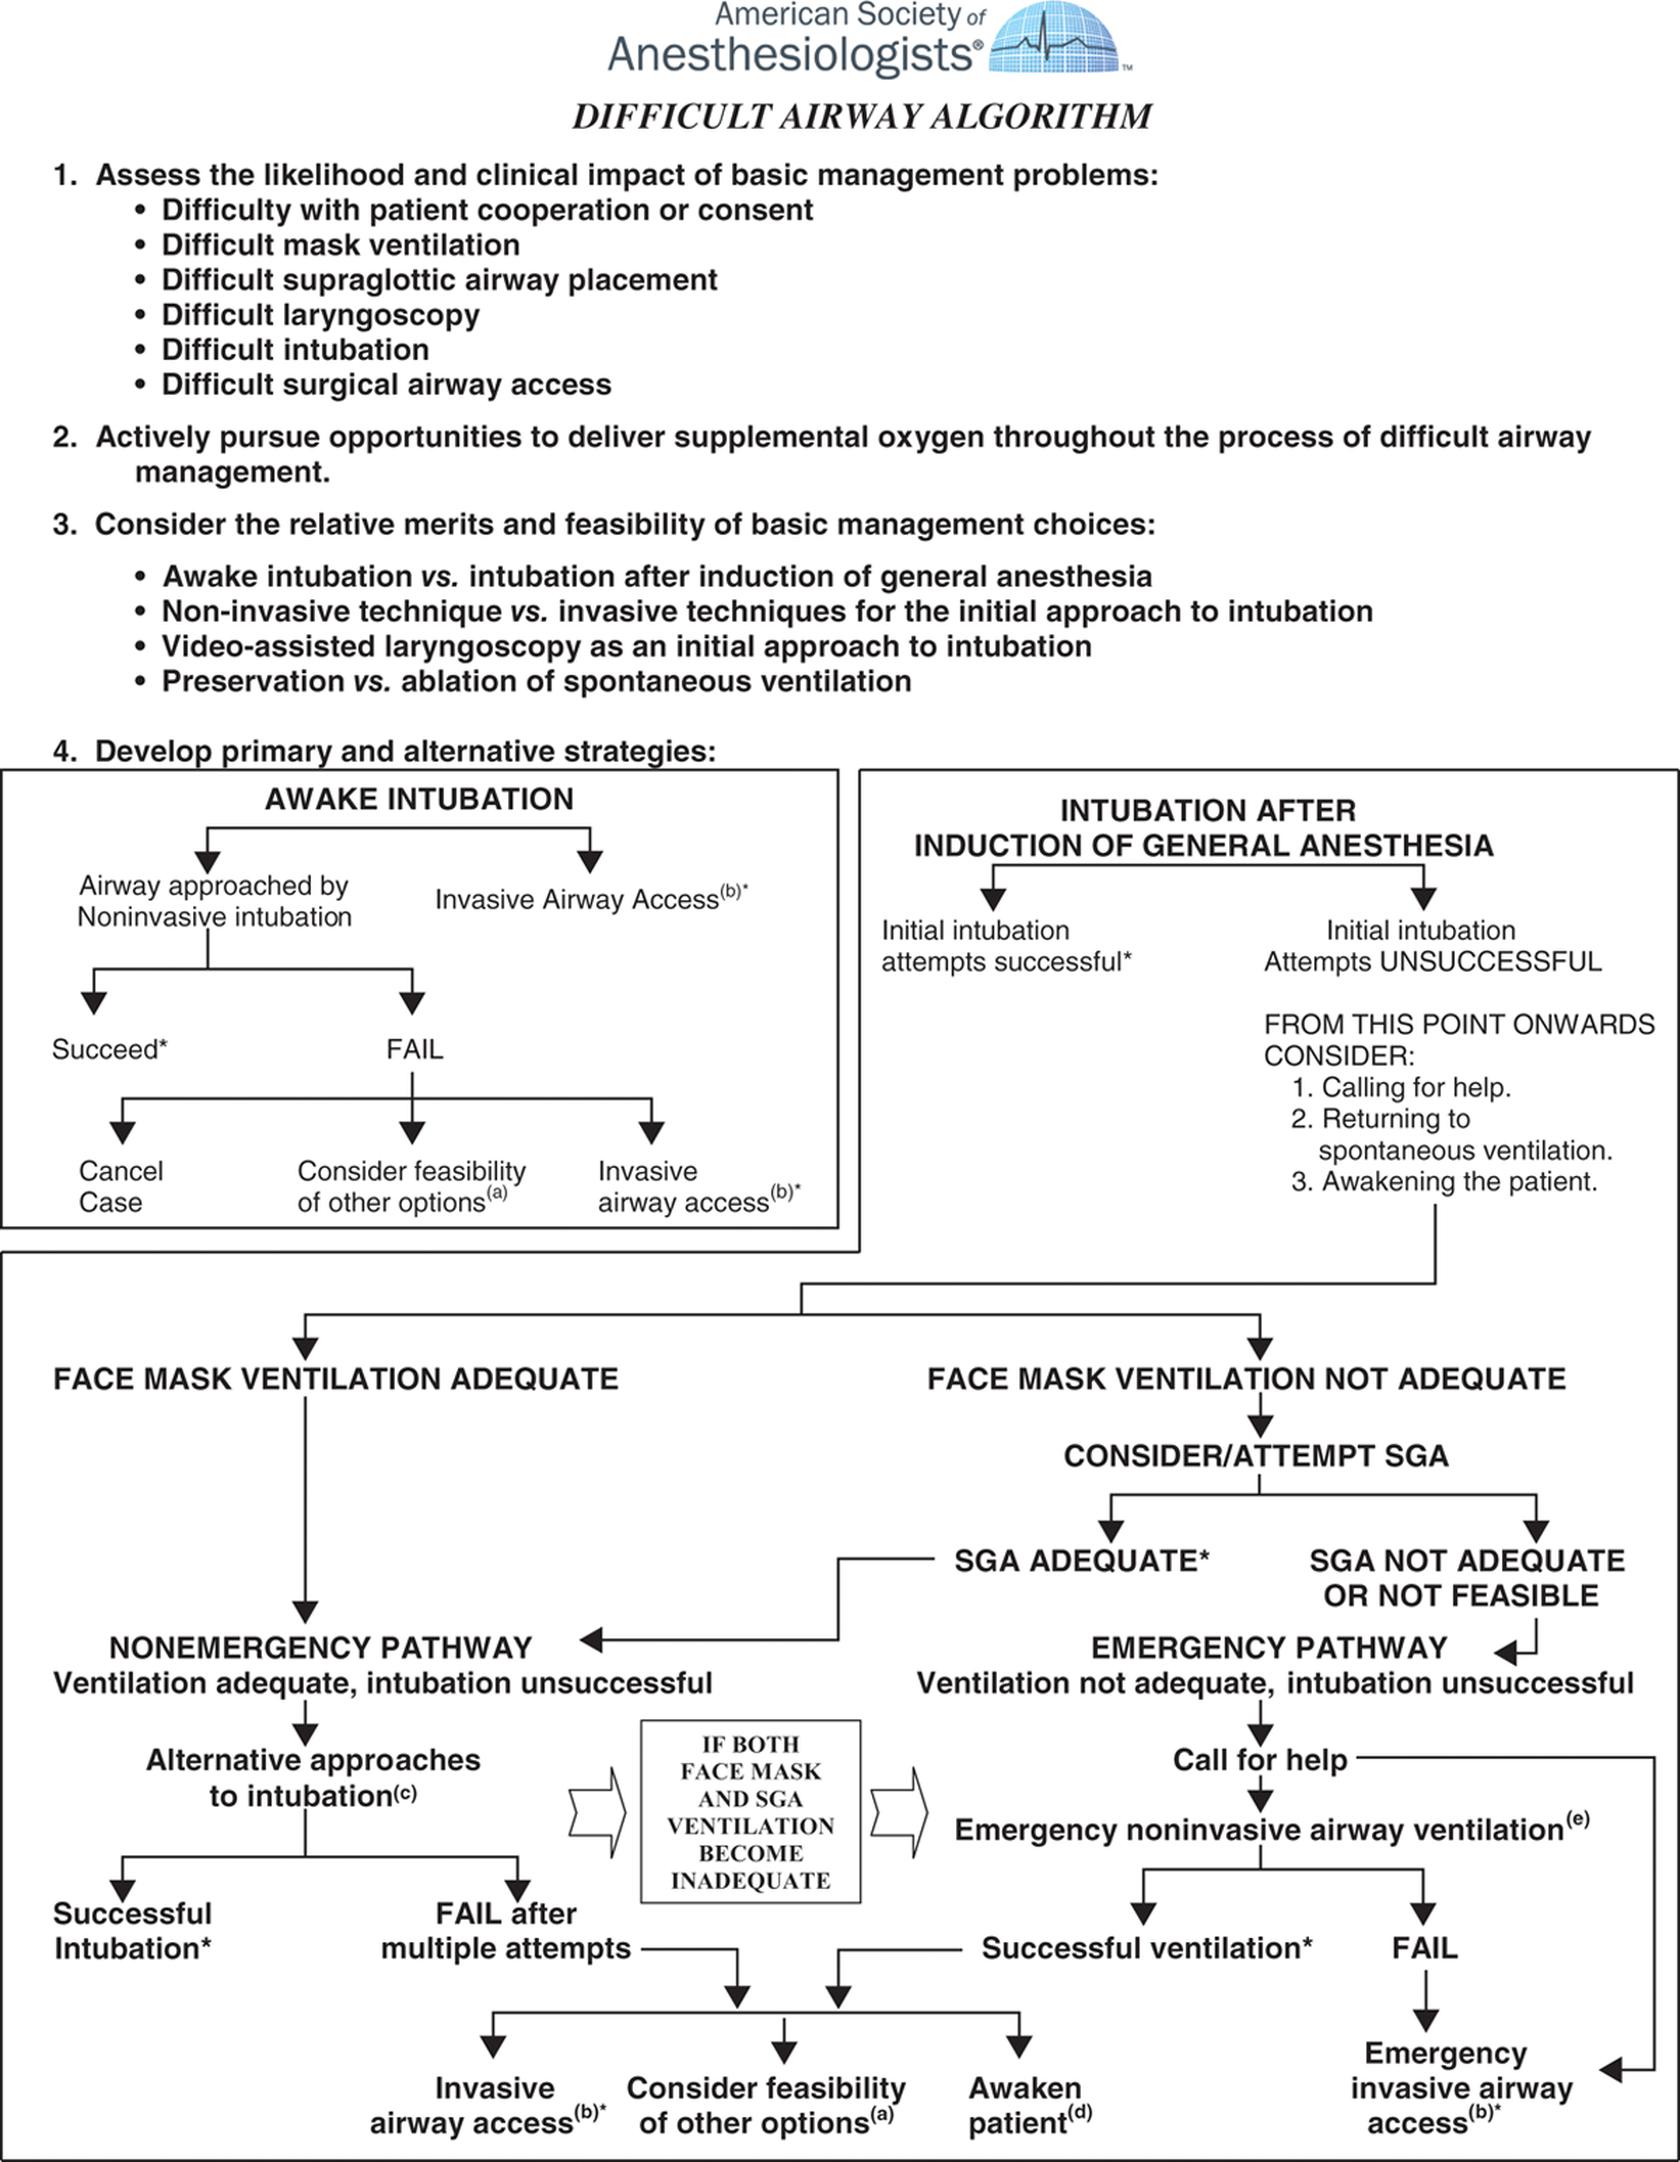 American Society of
Anesthesiologists®
™
DIFFICULT AIRWAY ALGORITHM
1. Assess the likelihood and clinical impact of basic management problems:
• Difficulty with patient cooperation or consent
• Difficult mask ventilation
• Difficult supraglottic airway placement
• Difficult laryngoscopy
• Difficult intubation
• Difficult surgical airway access
2. Actively pursue opportunities to deliver supplemental oxygen throughout the process of difficult airway
management.
3. Consider the relative merits and feasibility of basic management choices:
• Awake intubation vs. intubation after induction of general anesthesia
• Non-invasive technique vs. invasive techniques for the initial approach to intubation
• Video-assisted laryngoscopy as an initial approach to intubation
• Preservation vs. ablation of spontaneous ventilation
4. Develop primary and alternative strategies:
AWAKE INTUBATION
Airway approached by
Noninvasive intubation
Invasive Airway Access(b)*
Succeed*
FAIL
Cancel
Case
Consider feasibility
of other options(a)
Invasive
airway access(b)*
INTUBATION AFTER
INDUCTION OF GENERAL ANESTHESIA
Initial intubation
attempts successful*
Initial intubation
Attempts UNSUCCESSFUL
FROM THIS POINT ONWARDS
CONSIDER:
1. Calling for help.
2. Returning to
spontaneous ventilation.
3. Awakening the patient.
FACE MASK VENTILATION ADEQUATE
FACE MASK VENTILATION NOT ADEQUATE
CONSIDER/ATTEMPT SGA
SGA ADEQUATE*
SGA NOT ADEQUATE
OR NOT FEASIBLE
NONEMERGENCY PATHWAY
Ventilation adequate, intubation unsuccessful
EMERGENCY PATHWAY
Ventilation not adequate, intubation unsuccessful
Alternative approaches
to intubation(c)
IF BOTH
FACE MASK
AND SGA
VENTILATION
BECOME
INADEQUATE
Call for help
Emergency noninvasive airway ventilation(e)
Successful
Intubation*
FAIL after
multiple attempts
Successful ventilation*
FAIL
Invasive
airway access(b)*
Consider feasibility
of other options(a)
Awaken
patient(d)
Emergency
invasive airway
access(b)*